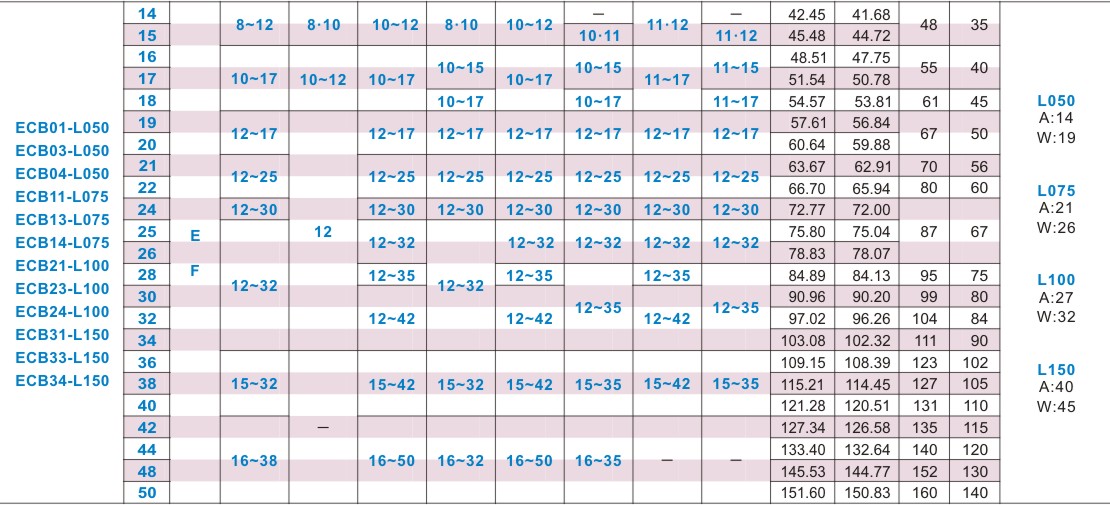 14 8~12 8·10 10~12 8·10 10~12 — 11·12 — 42.45 41.68 48 35
15 10·11 11·12 45.48 44.72
16 10~17 10~12 10~17 10~15 10~17 10~15 11~17 11~15 48.51 47.75 55 40
17 51.54 50.78
18 10~17 10~17 11~17 54.57 53.81 61 45
19 12~17 12~17 12~17 12~17 12~17 12~17 12~17 57.61 56.84 67 50
20 60.64 59.88
21 12~25 12~25 12~25 12~25 12~25 12~25 12~25 63.67 62.91 70 56
22 66.70 65.94 80 60
24 12~30 12~30 12~30 12~30 12~30 12~30 12~30 72.77 72.00
25 12 12~32 12~32 12~32 12~32 12~32 75.80 75.04 87 67
26 78.83 78.07
28 12~32 12~35 12~32 12~35 12~35 84.89 84.13 95 75
30 12~35 12~35 90.96 90.20 99 80
32 12~42 12~42 12~42 97.02 96.26 104 84
34 103.08 102.32 111 90
36 109.15 108.39 123 102
38 15~32 15~42 15~32 15~42 15~35 15~42 15~35 115.21 114.45 127 105
40 121.28 120.51 131 110
42 — 127.34 126.58 135 115
44 16~38 16~50 16~32 16~50 16~35 — — 133.40 132.64 140 120
48 145.53 144.77 152 130
50 151.60 150.83 160 140
ECB01-L050
ECB03-L050
ECB04-L050
ECB11-L075
ECB13-L075
ECB14-L075
ECB21-L100
ECB23-L100
ECB24-L100
ECB31-L150
ECB33-L150
ECB34-L150
E
F
L050
A:14
W:19
L075
A:21
W:26
L100
A:27
W:32
L150
A:40
W:45